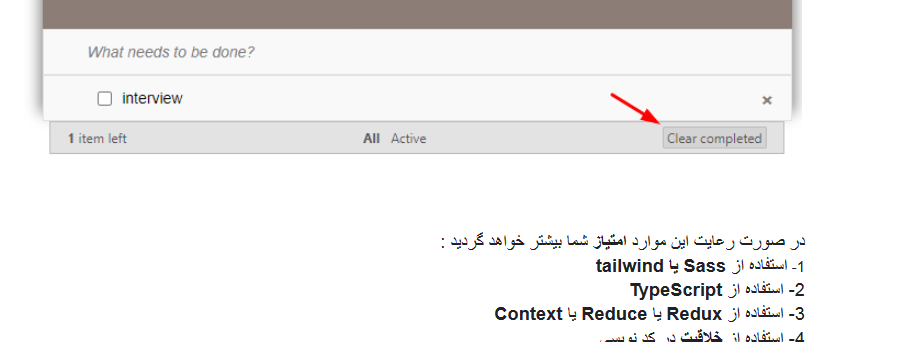 What needs to be done?
interview
×
1 item left All Active Clear completed
در صورت رعایت این موارد امتیاز شما بیشتر خواهد گردید :
1- استفاده از Sass یا tailwind
2- استفاده از TypeScript
3- استفاده از Redux یا Reduce یا Context
4- استفاده از خلاقیت در کد نویسی